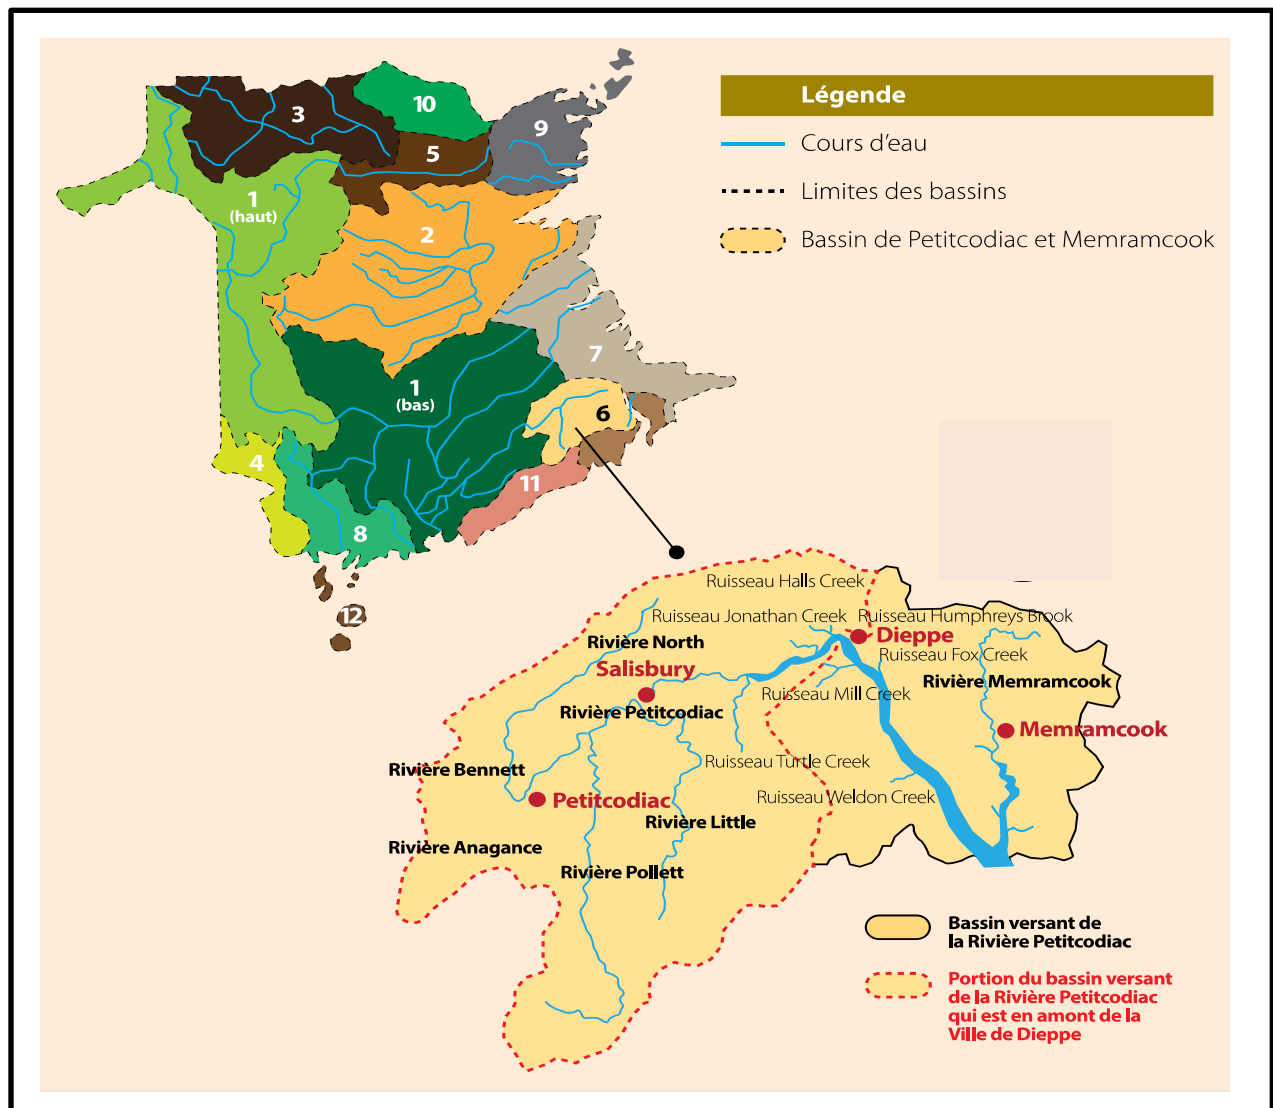 Légende
Cours d'eau
Limites des bassins
Bassin de Petitcodiac et Memramcook
3
10
9
5
1
(haut)
2
7
1
(bas)
6
4
11
8
12
Ruisseau Halls Creek
Ruisseau Jonathan Creek
Ruisseau Humphreys Brook
Rivière North
Dieppe
Ruisseau Fox Creek
Salisbury
Rivière Memramcook
Ruisseau Mill Creek
Rivière Petitcodiac
Memramcook
Ruisseau Turtle Creek
Rivière Bennett
Petitcodiac
Ruisseau Weldon Creek
Rivière Little
Rivière Anagance
Rivière Pollett
Bassin versant de
la Rivière Petitcodiac
Portion du bassin versant
de la Rivière Petitcodiac
qui est en amont de la
Ville de Dieppe